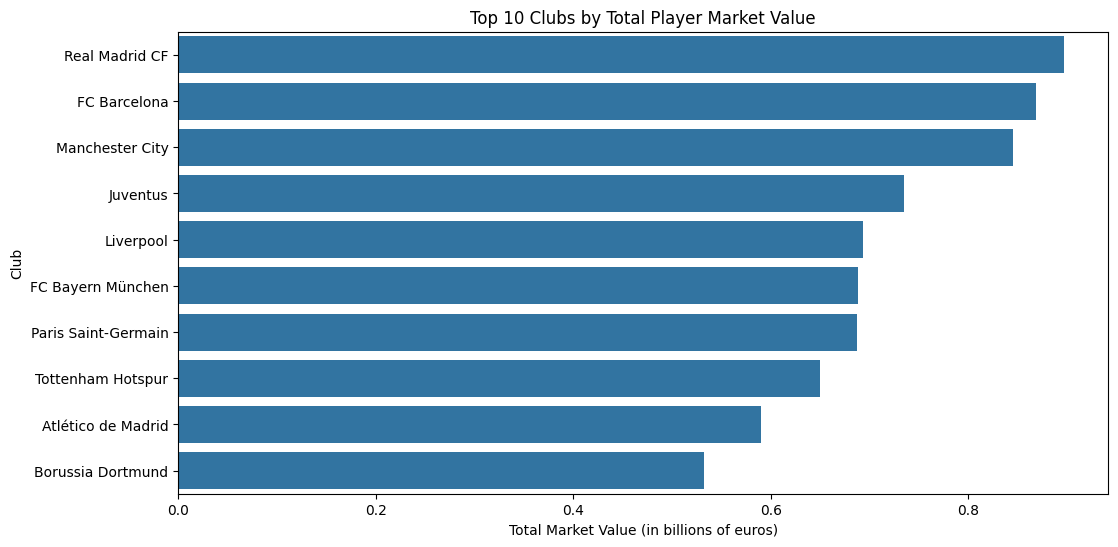 Top 10 Clubs by Total Player Market Value
Club
Real Madrid CF
FC Barcelona
Manchester City
Juventus
Liverpool
FC Bayern München
Paris Saint-Germain
Tottenham Hotspur
Atlético de Madrid
Borussia Dortmund
0.0 0.2 0.4 0.6 0.8
Total Market Value (in billions of euros)